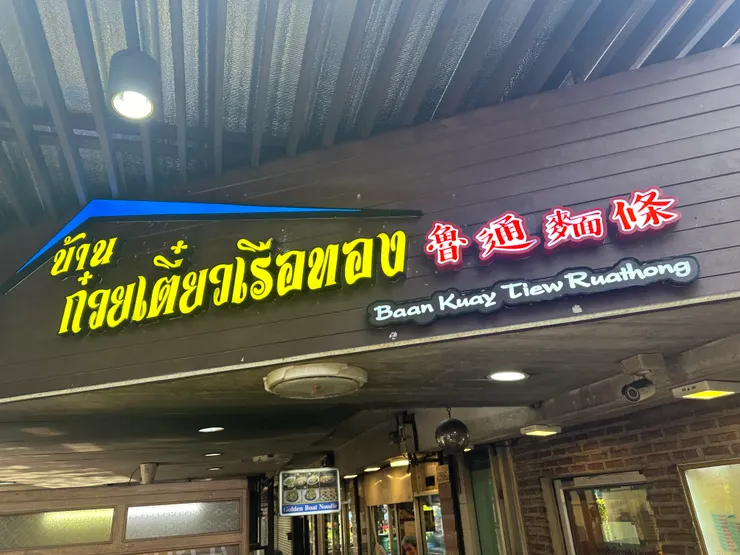 บ้าน
ก๋วยเตี๋ยวเรือทอง
魯通麵條
Baan Kuay Tiew Ruathong
Golden Boat Noodle